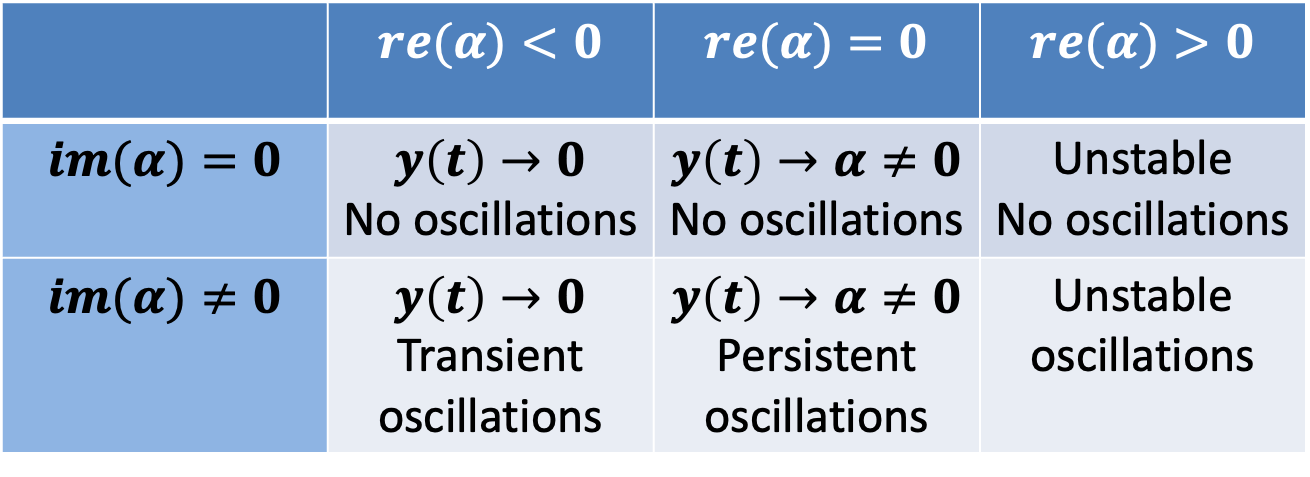 re(α) < 0 re(α) = 0 re(α) > 0
im(α) = 0 y(t) → 0 y(t) → α ≠ 0 Unstable
No oscillations No oscillations No oscillations
im(α) ≠ 0 y(t) → 0 y(t) → α ≠ 0 Unstable
Transient Persistent oscillations
oscillations oscillations